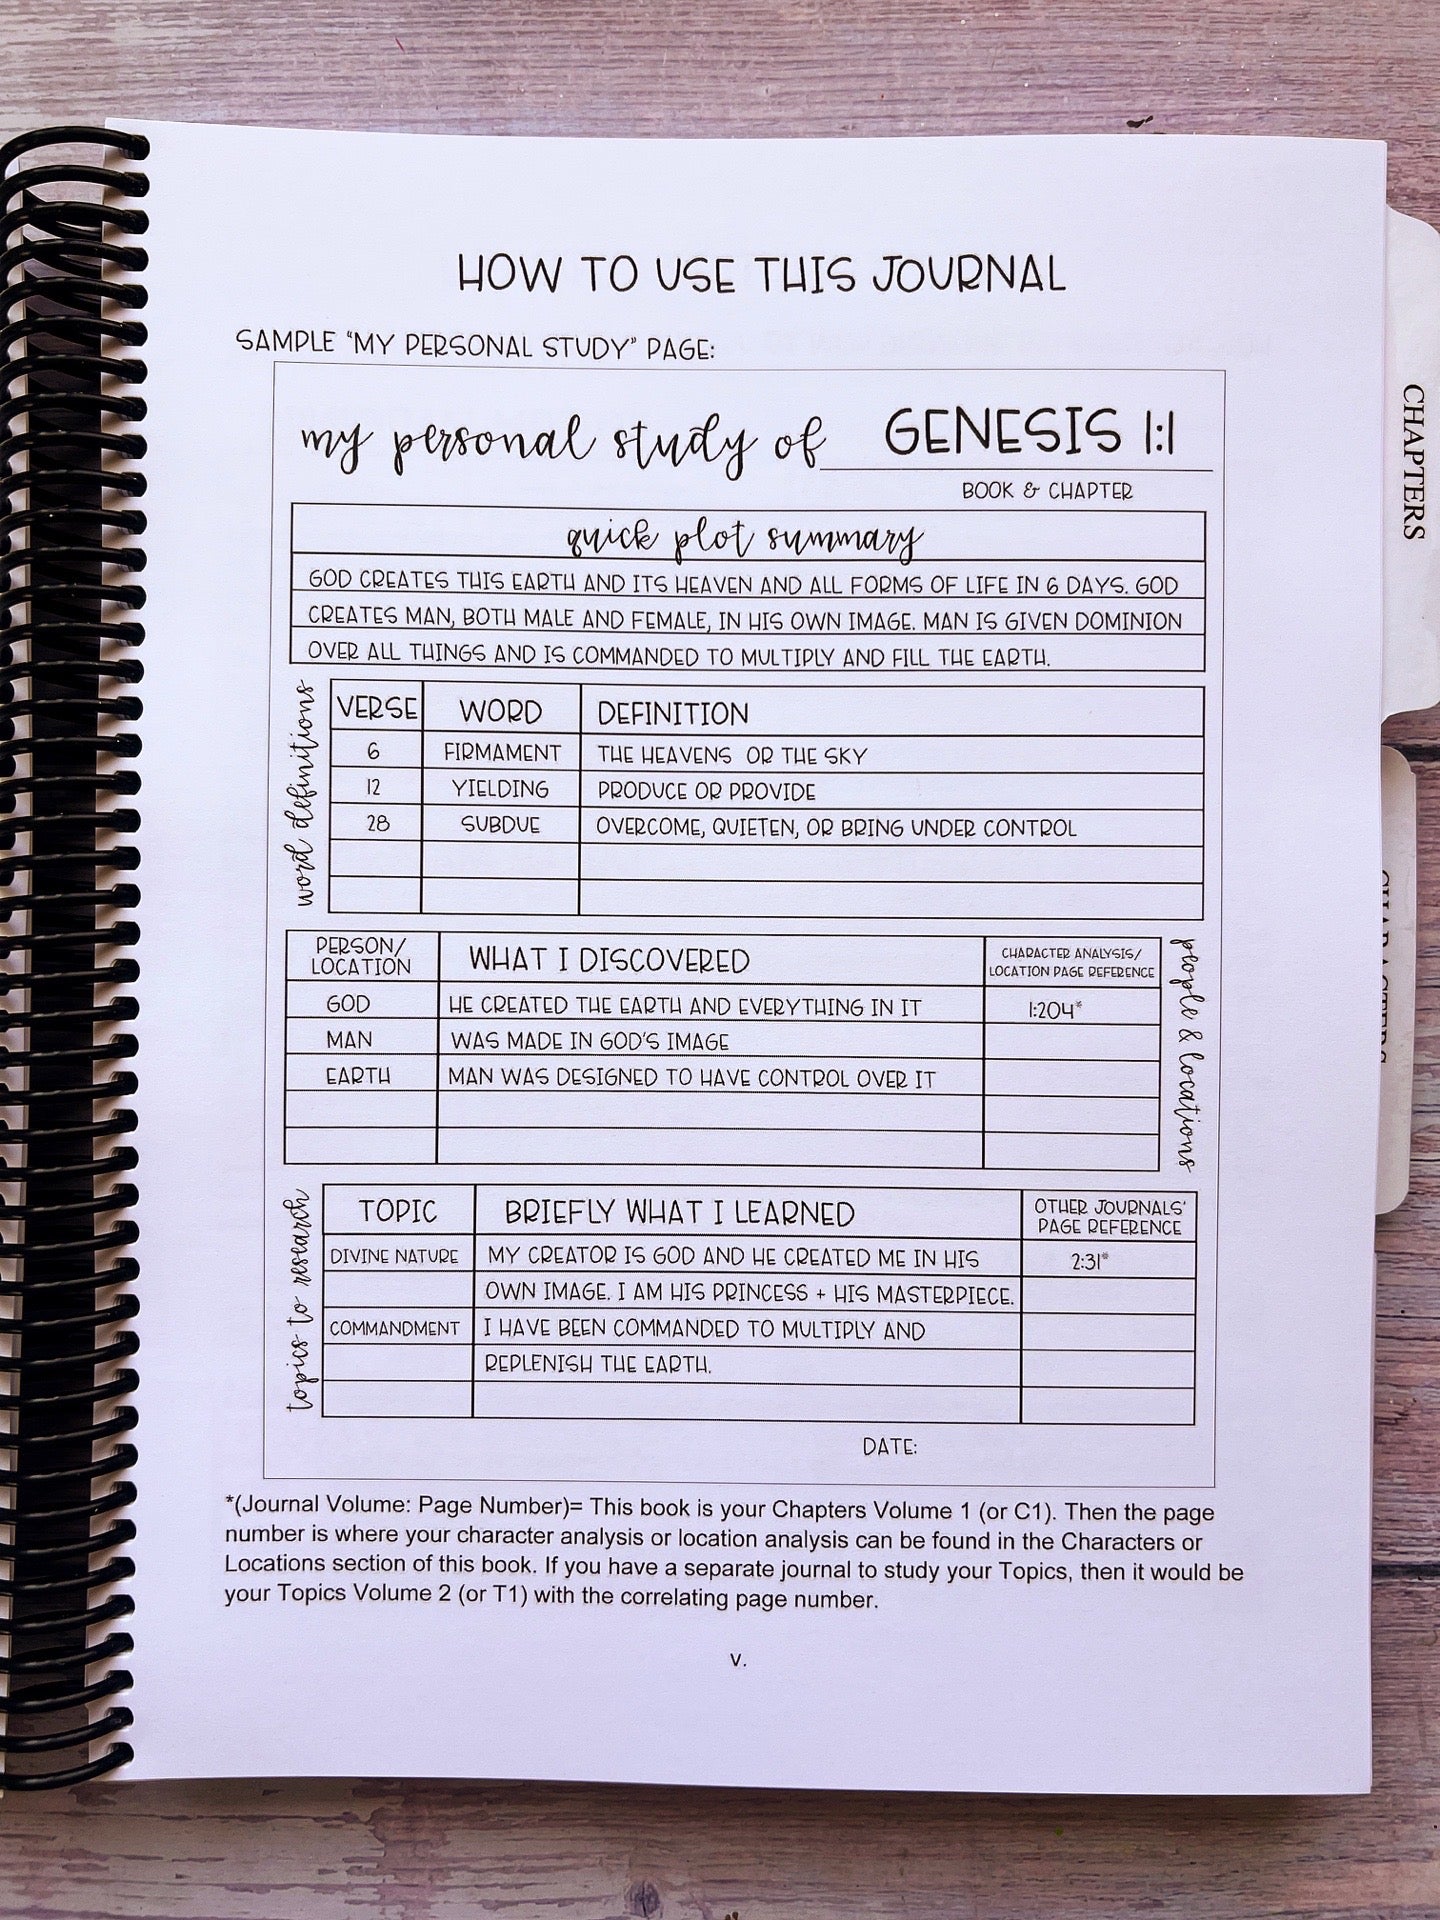 HOW TO USE THIS JOURNAL
SAMPLE "MY PERSONAL STUDY" PAGE:
my personal study of GENESIS 1:1
BOOK & CHAPTER
quick plot summary
GOD CREATES THIS EARTH AND ITS HEAVEN AND ALL FORMS OF LIFE IN 6 DAYS. GOD
CREATES MAN, BOTH MALE AND FEMALE, IN HIS OWN IMAGE. MAN IS GIVEN DOMINION
OVER ALL THINGS AND IS COMMANDED TO MULTIPLY AND FILL THE EARTH.
word definitions
VERSE WORD DEFINITION
6 FIRMAMENT THE HEAVENS OR THE SKY
12 YIELDING PRODUCE OR PROVIDE
28 SUBDUE OVERCOME, QUIETEN, OR BRING UNDER CONTROL
PERSON/
LOCATION
WHAT I DISCOVERED
CHARACTER ANALYSIS/
LOCATION PAGE REFERENCE
GOD HE CREATED THE EARTH AND EVERYTHING IN IT 1:204*
MAN WAS MADE IN GOD'S IMAGE
EARTH MAN WAS DESIGNED TO HAVE CONTROL OVER IT
people & locations
topics to research
TOPIC BRIEFLY WHAT I LEARNED
OTHER JOURNALS'
PAGE REFERENCE
DIVINE NATURE MY CREATOR IS GOD AND HE CREATED ME IN HIS 2:31*
OWN IMAGE. I AM HIS PRINCESS + HIS MASTERPIECE.
COMMANDMENT I HAVE BEEN COMMANDED TO MULTIPLY AND
REPLENISH THE EARTH.
DATE:
*(Journal Volume: Page Number)= This book is your Chapters Volume 1 (or C1). Then the page
number is where your character analysis or location analysis can be found in the Characters or
Locations section of this book. If you have a separate journal to study your Topics, then it would be
your Topics Volume 2 (or T1) with the correlating page number.
v.
CHAPTERS
CHARACTERS